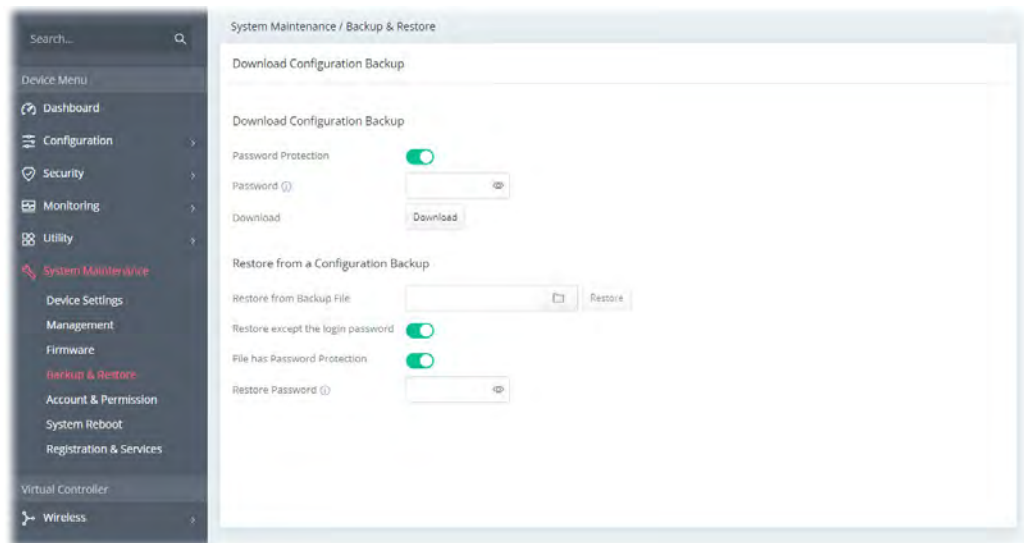 Search...
Device Menu
Dashboard
Configuration
Security
Monitoring
Utility
System Maintenance
Device Settings
Management
Firmware
Backup & Restore
Account & Permission
System Reboot
Registration & Services
Virtual Controller
Wireless
System Maintenance / Backup & Restore
Download Configuration Backup
Download Configuration Backup
Password Protection
Password
Download Download
Restore from a Configuration Backup
Restore from Backup File Restore
Restore except the login password
File has Password Protection
Restore Password